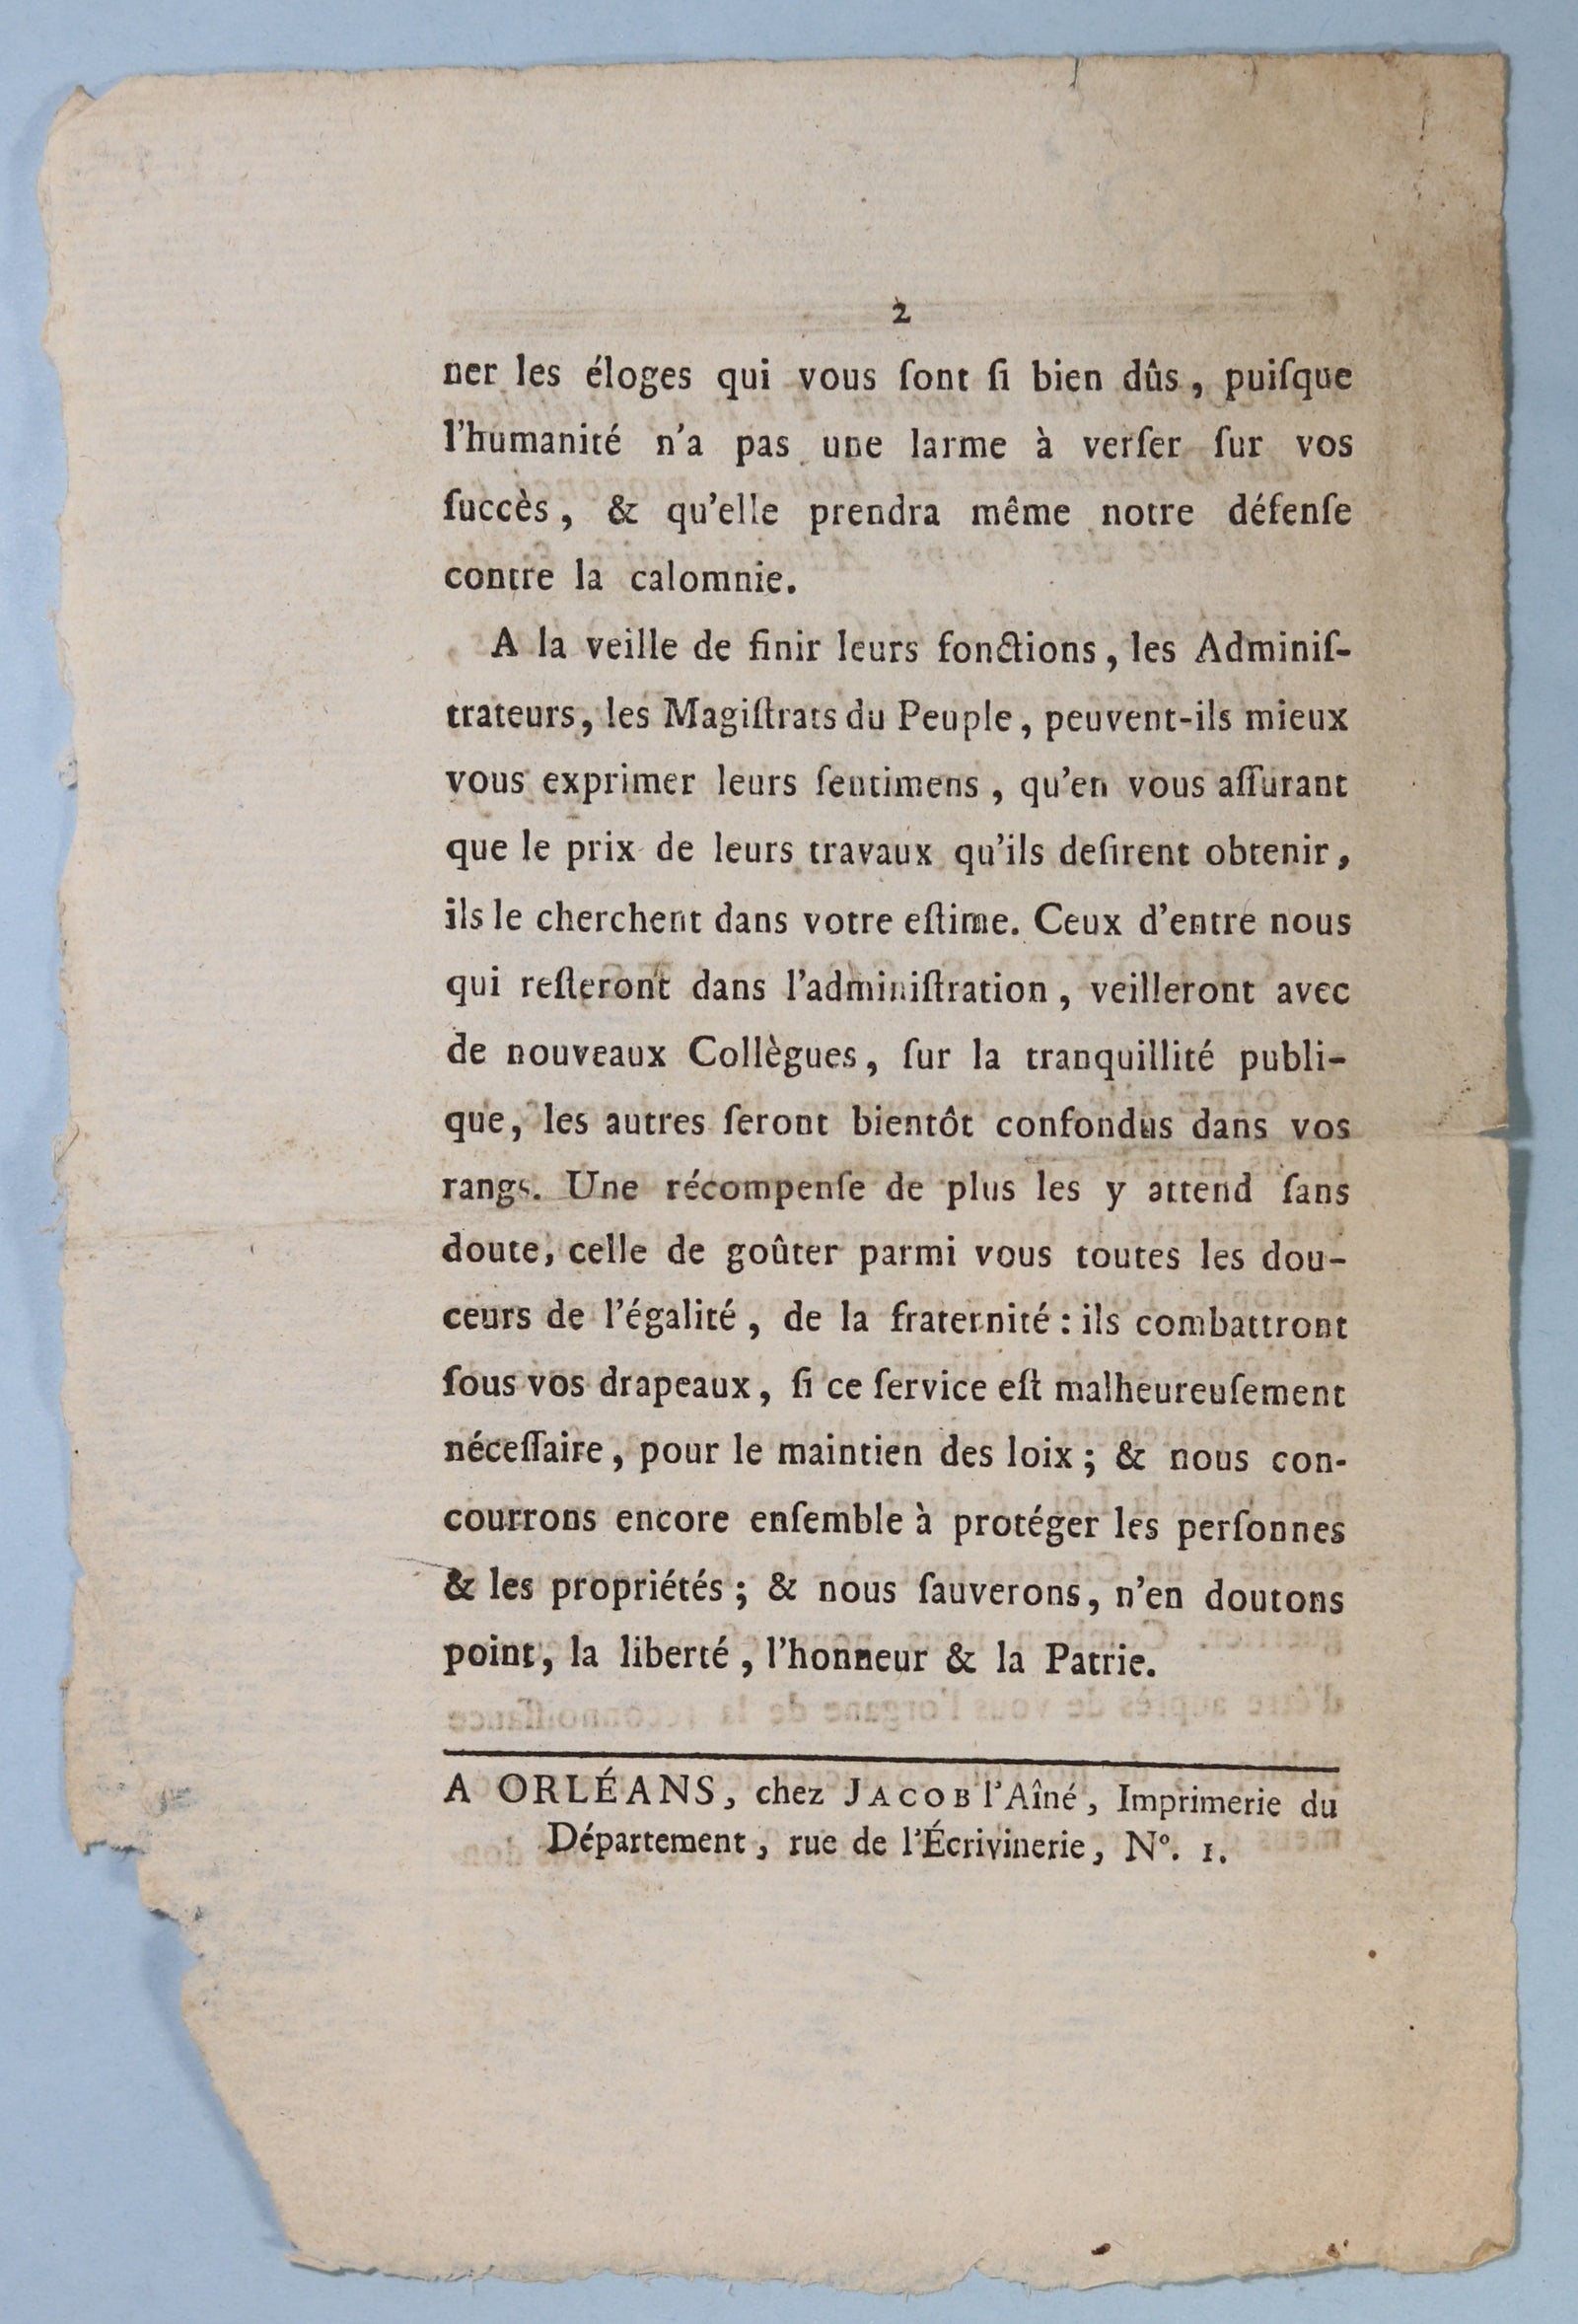 2
ner les éloges qui vous ſont ſi bien dûs, puiſque
l'humanité n'a pas une larme à verſer ſur vos
ſuccès, & qu'elle prendra même notre défenſe
contre la calomnie.
A la veille de finir leurs fonctions, les Adminiſ-
trateurs, les Magiſtrats du Peuple, peuvent-ils mieux
vous exprimer leurs ſentimens, qu'en vous aſſurant
que le prix de leurs travaux qu'ils deſirent obtenir,
ils le cherchent dans votre eſtime. Ceux d'entre nous
qui reſteront dans l'adminiſtration, veilleront avec
de nouveaux Collègues, ſur la tranquillité publi-
que, les autres ſeront bientôt confondus dans vos
rangs. Une récompenſe de plus les y attend ſans
doute, celle de goûter parmi vous toutes les dou-
ceurs de l'égalité, de la fraternité : ils combattront
ſous vos drapeaux, ſi ce ſervice eſt malheureuſement
néceſſaire, pour le maintien des loix ; & nous con-
courrons encore enſemble à protéger les perſonnes
& les propriétés ; & nous ſauverons, n'en doutons
point, la liberté, l'honneur & la Patrie.
A ORLÉANS, chez JACOB l'Aîné, Imprimerie du
Département, rue de l'Écrivinerie, N°. 1.